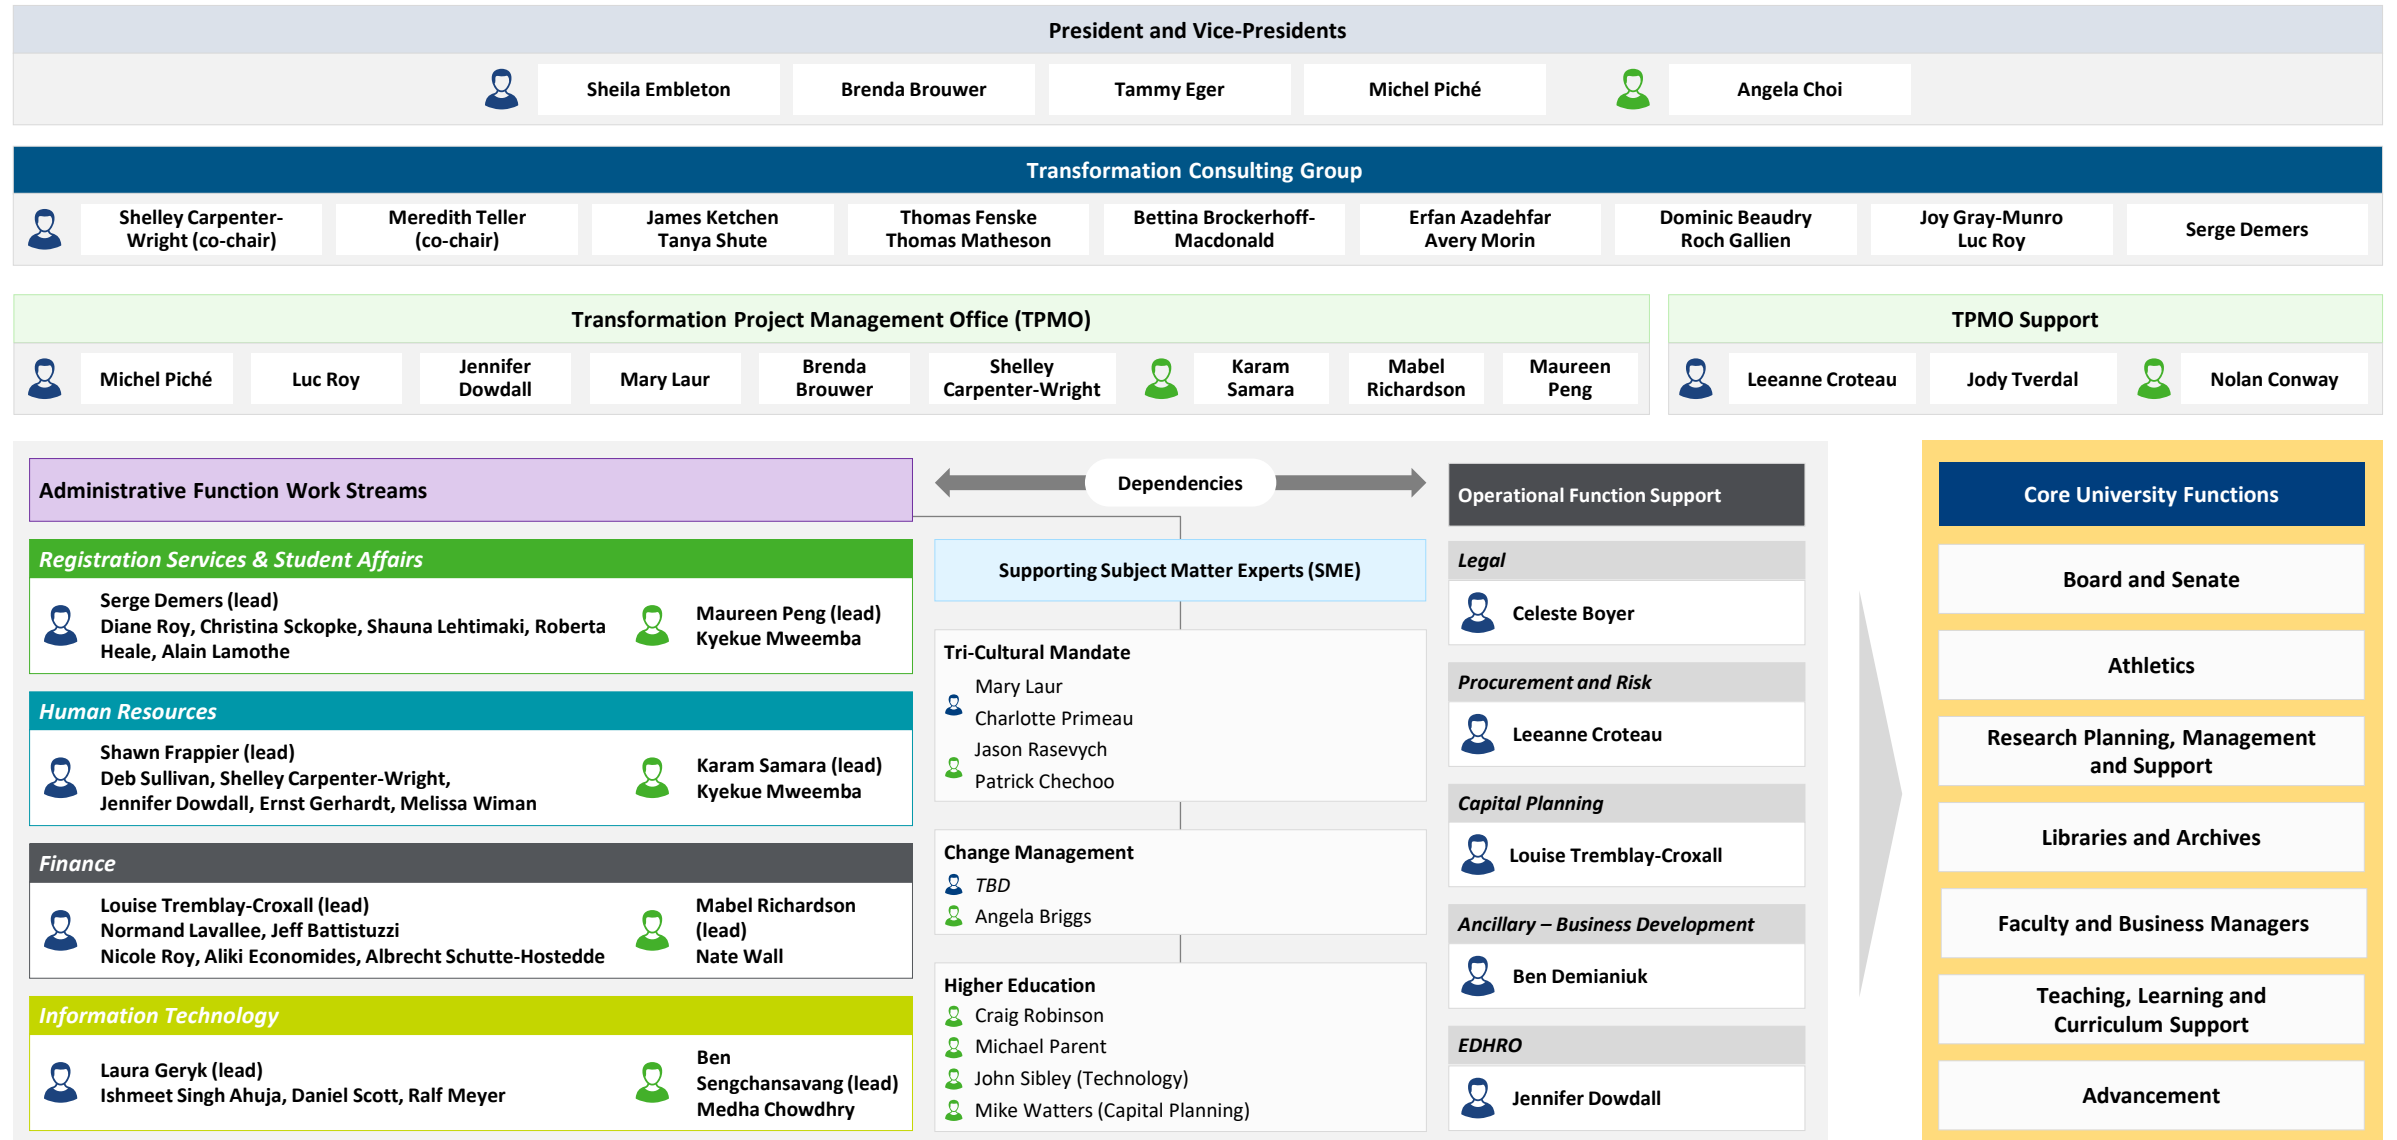 President and Vice-Presidents
Sheila Embleton
Brenda Brouwer
Tammy Eger
Michel Piché
Angela Choi
Transformation Consulting Group
Shelley Carpenter-
Wright (co-chair)
Meredith Teller
(co-chair)
James Ketchen
Tanya Shute
Thomas Fenske
Thomas Matheson
Bettina Brockerhoff-
Macdonald
Erfan Azadehfar
Avery Morin
Dominic Beaudry
Roch Gallien
Joy Gray-Munro
Luc Roy
Serge Demers
Transformation Project Management Office (TPMO)
Michel Piché
Luc Roy
Jennifer
Dowdall
Mary Laur
Brenda
Brouwer
Shelley
Carpenter-Wright
Karam
Samara
Mabel
Richardson
Maureen
Peng
TPMO Support
Leeanne Croteau
Jody Tverdal
Nolan Conway
Administrative Function Work Streams
Registration Services & Student Affairs
Serge Demers (lead)
Diane Roy, Christina Sckopke, Shauna Lehtimaki, Roberta
Heale, Alain Lamothe
Maureen Peng (lead)
Kyekue Mweemba
Human Resources
Shawn Frappier (lead)
Deb Sullivan, Shelley Carpenter-Wright,
Jennifer Dowdall, Ernst Gerhardt, Melissa Wiman
Karam Samara (lead)
Kyekue Mweemba
Finance
Louise Tremblay-Croxall (lead)
Normand Lavallee, Jeff Battistuzzi
Nicole Roy, Aliki Economides, Albrecht Schutte-Hostedde
Mabel Richardson
(lead)
Nate Wall
Information Technology
Laura Geryk (lead)
Ishmeet Singh Ahuja, Daniel Scott, Ralf Meyer
Ben
Sengchansavang (lead)
Medha Chowdhry
Dependencies
Supporting Subject Matter Experts (SME)
Tri-Cultural Mandate
Mary Laur
Charlotte Primeau
Jason Rasevych
Patrick Chechoo
Change Management
TBD
Angela Briggs
Higher Education
Craig Robinson
Michael Parent
John Sibley (Technology)
Mike Watters (Capital Planning)
Operational Function Support
Legal
Celeste Boyer
Procurement and Risk
Leeanne Croteau
Capital Planning
Louise Tremblay-Croxall
Ancillary – Business Development
Ben Demianiuk
EDHRO
Jennifer Dowdall
Core University Functions
Board and Senate
Athletics
Research Planning, Management
and Support
Libraries and Archives
Faculty and Business Managers
Teaching, Learning and
Curriculum Support
Advancement